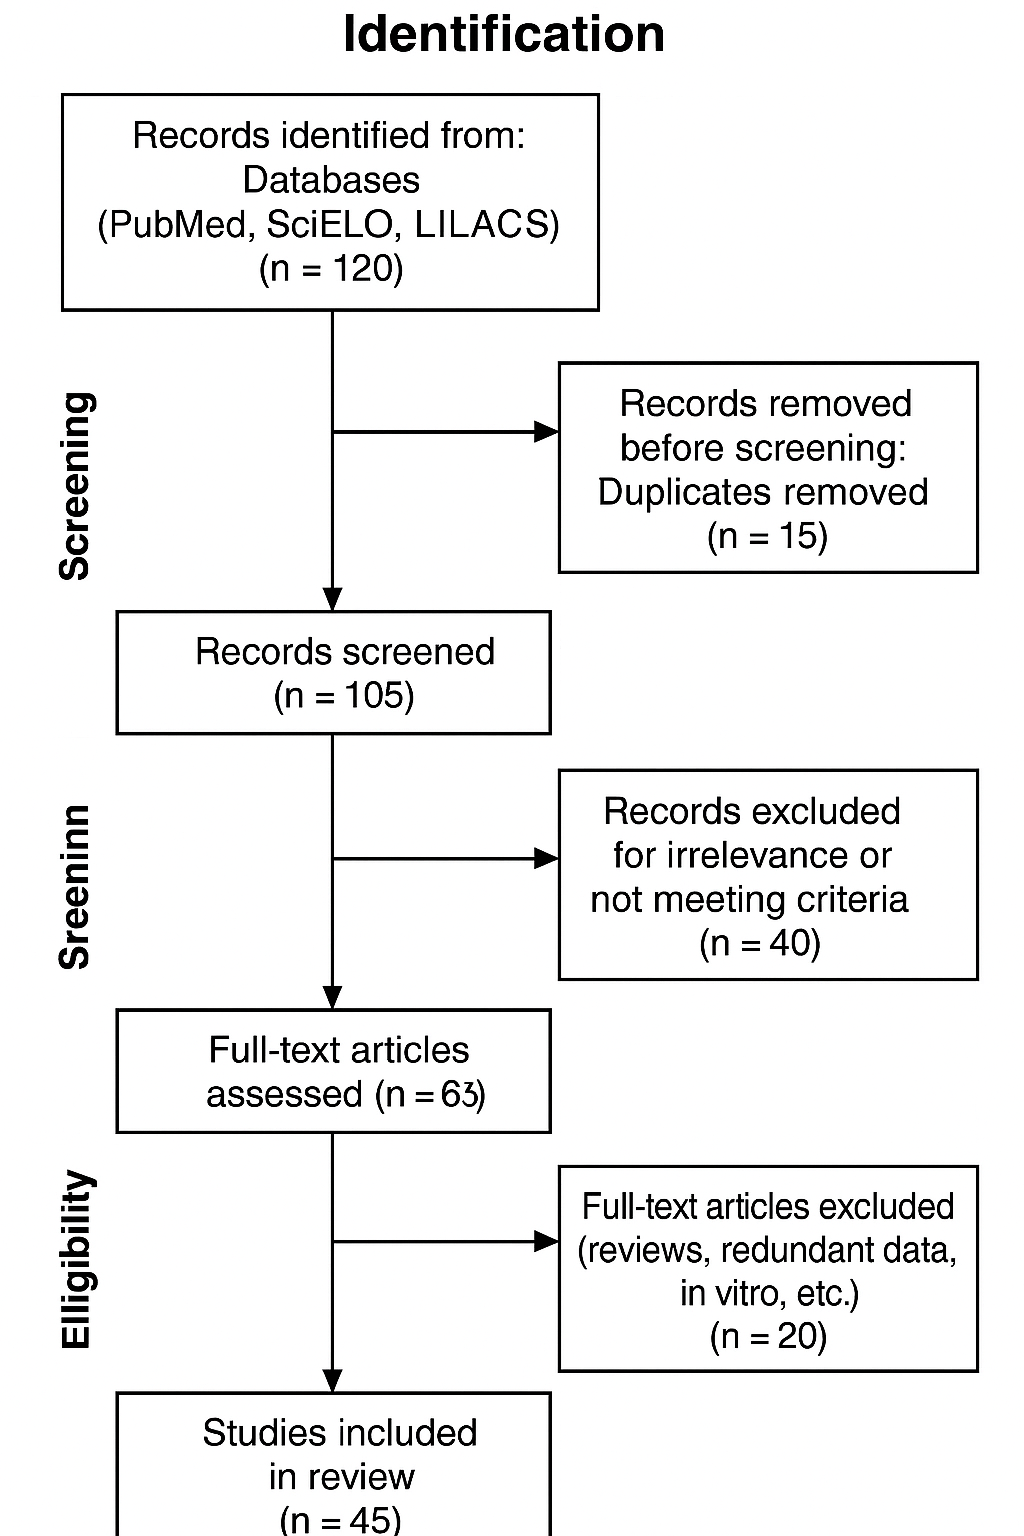 Identification
Records identified from:
Databases
(PubMed, SciELO, LILACS)
(n = 120)
Screening
Records removed
before screening:
Duplicates removed
(n = 15)
Records screened
(n = 105)
Sreeninn
Records excluded
for irrelevance or
not meeting criteria
(n = 40)
Full-text articles
assessed (n = 63)
Elligibility
Full-text articles excluded
(reviews, redundant data,
in vitro, etc.)
(n = 20)
Studies included
in review
(n = 45)